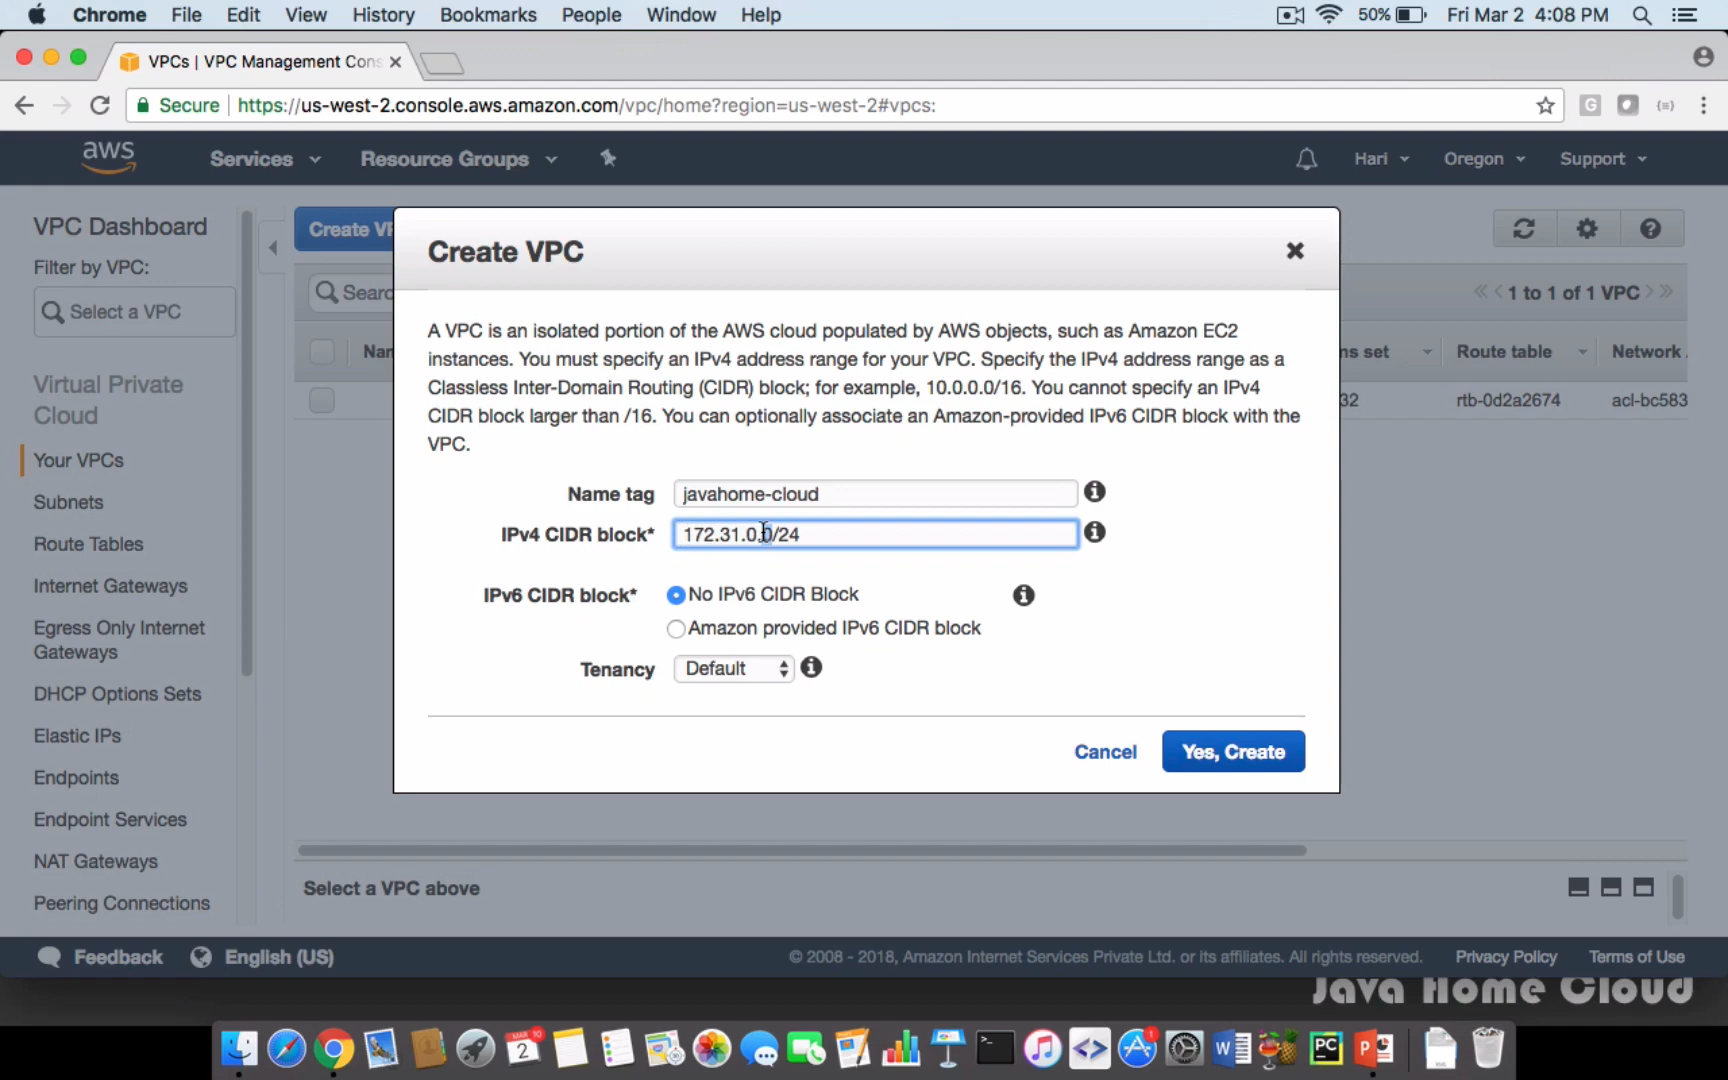 Chrome File Edit View History Bookmarks People Window Help 50% Fri Mar 2 4:08 PM
VPCs | VPC Management Cons
Secure https://us-west-2.console.aws.amazon.com/vpc/home?region=us-west-2#vpcs:
aws Services Resource Groups Hari Oregon Support
VPC Dashboard
Filter by VPC:
Select a VPC
Virtual Private
Cloud
Your VPCs
Subnets
Route Tables
Internet Gateways
Egress Only Internet
Gateways
DHCP Options Sets
Elastic IPs
Endpoints
Endpoint Services
NAT Gateways
Peering Connections
Create VP
Searc
1 to 1 of 1 VPC
Nan
ns set Route table Network
32 rtb-0d2a2674 acl-bc583
Create VPC
A VPC is an isolated portion of the AWS cloud populated by AWS objects, such as Amazon EC2
instances. You must specify an IPv4 address range for your VPC. Specify the IPv4 address range as a
Classless Inter-Domain Routing (CIDR) block; for example, 10.0.0.0/16. You cannot specify an IPv4
CIDR block larger than /16. You can optionally associate an Amazon-provided IPv6 CIDR block with the
VPC.
Name tag javahome-cloud
IPv4 CIDR block* 172.31.0.0/24
IPv6 CIDR block* No IPv6 CIDR Block
Amazon provided IPv6 CIDR block
Tenancy Default
Cancel Yes, Create
Select a VPC above
Feedback English (US) © 2008 - 2018, Amazon Internet Services Private Ltd. or its affiliates. All rights reserved. Privacy Policy Terms of Use
Java Home Cloud